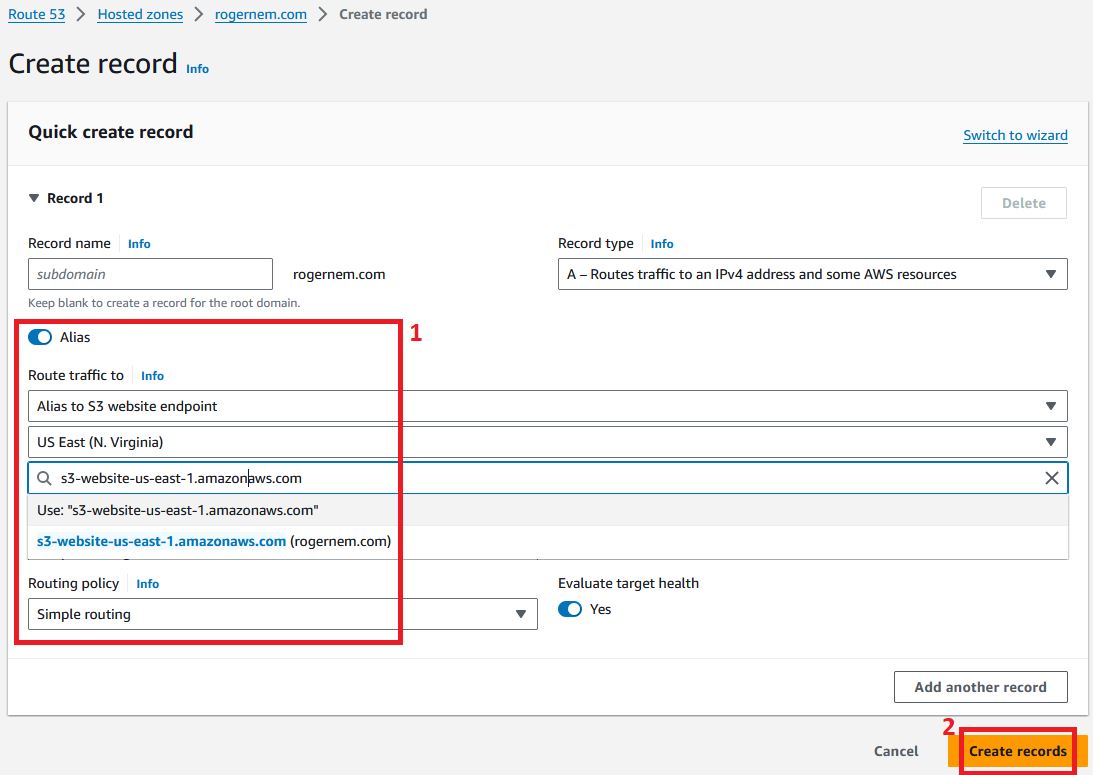 Route 53 > Hosted zones > rogernem.com > Create record
Create record Info
Quick create record
Switch to wizard
▼ Record 1
Delete
Record name Info
Record type Info
subdomain
rogernem.com
A – Routes traffic to an IPv4 address and some AWS resources
Keep blank to create a record for the root domain.
1
Alias
Route traffic to Info
Alias to S3 website endpoint
US East (N. Virginia)
s3-website-us-east-1.amazonaws.com
Use: "s3-website-us-east-1.amazonaws.com"
s3-website-us-east-1.amazonaws.com (rogernem.com)
Routing policy Info
Evaluate target health
Simple routing
Yes
Add another record
2
Cancel
Create records